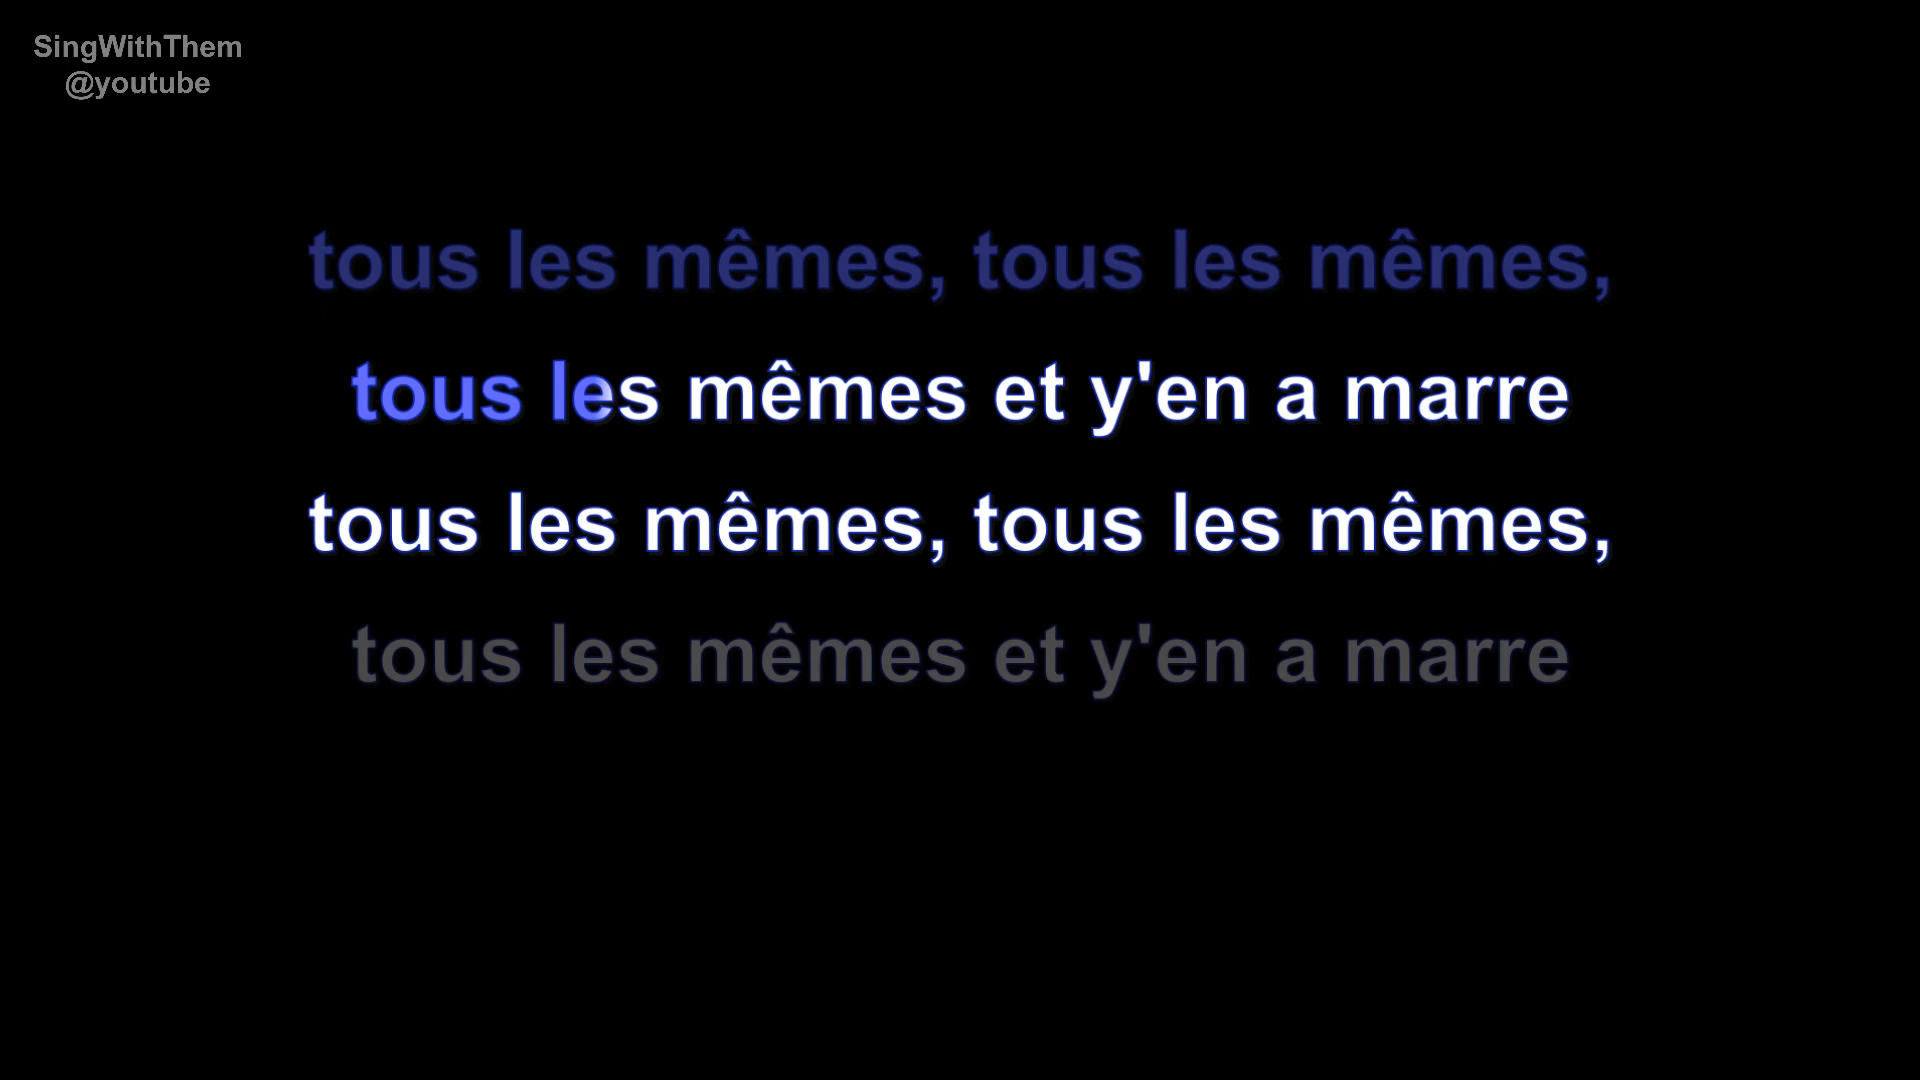 SingWithThem
@youtube
tous les mêmes, tous les mêmes,
tous les mêmes et y'en a marre
tous les mêmes, tous les mêmes,
tous les mêmes et y'en a marre